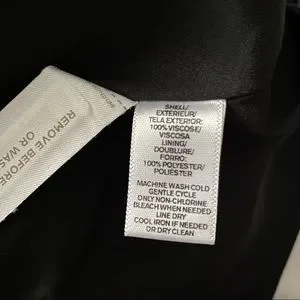 SHELL/
EXTERIEUR/
TELA EXTERIOR:
100% VISCOSE/
VISCOSA
LINING/
DOUBLURE/
FORRO:
100% POLYESTER/
POLIÉSTER
MACHINE WASH COLD
GENTLE CYCLE
ONLY NON-CHLORINE
BLEACH WHEN NEEDED
LINE DRY
COOL IRON IF NEEDED
OR DRY CLEAN
REMOVE BEFORE
OR WAS